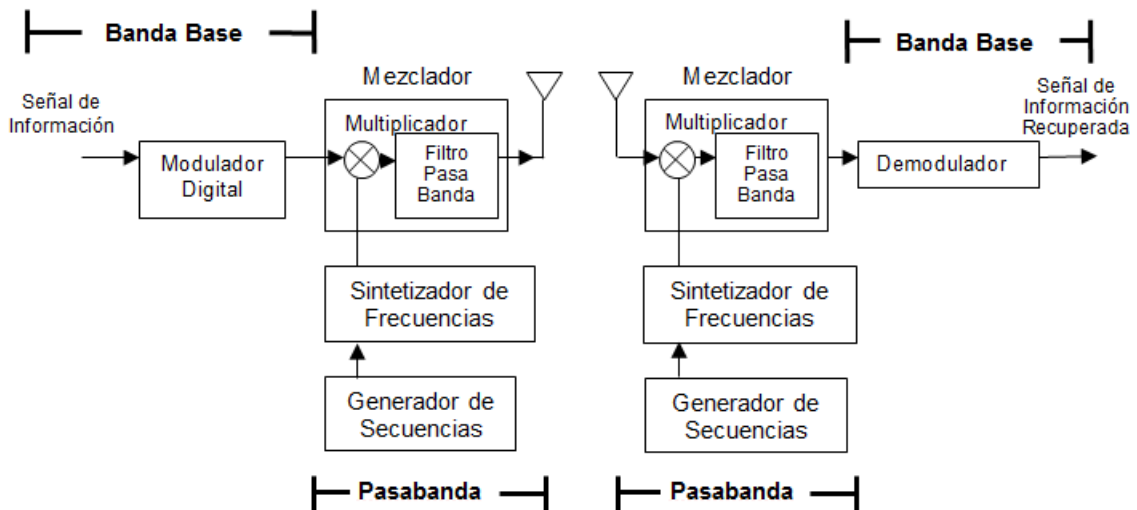 Banda Base
Señal de
Información
Modulador
Digital
Mezclador
Multiplicador
Filtro
Pasa
Banda
Sintetizador de
Frecuencias
Generador de
Secuencias
Pasabanda
Mezclador
Multiplicador
Filtro
Pasa
Banda
Sintetizador de
Frecuencias
Generador de
Secuencias
Pasabanda
Banda Base
Demodulador
Señal de
Información
Recuperada